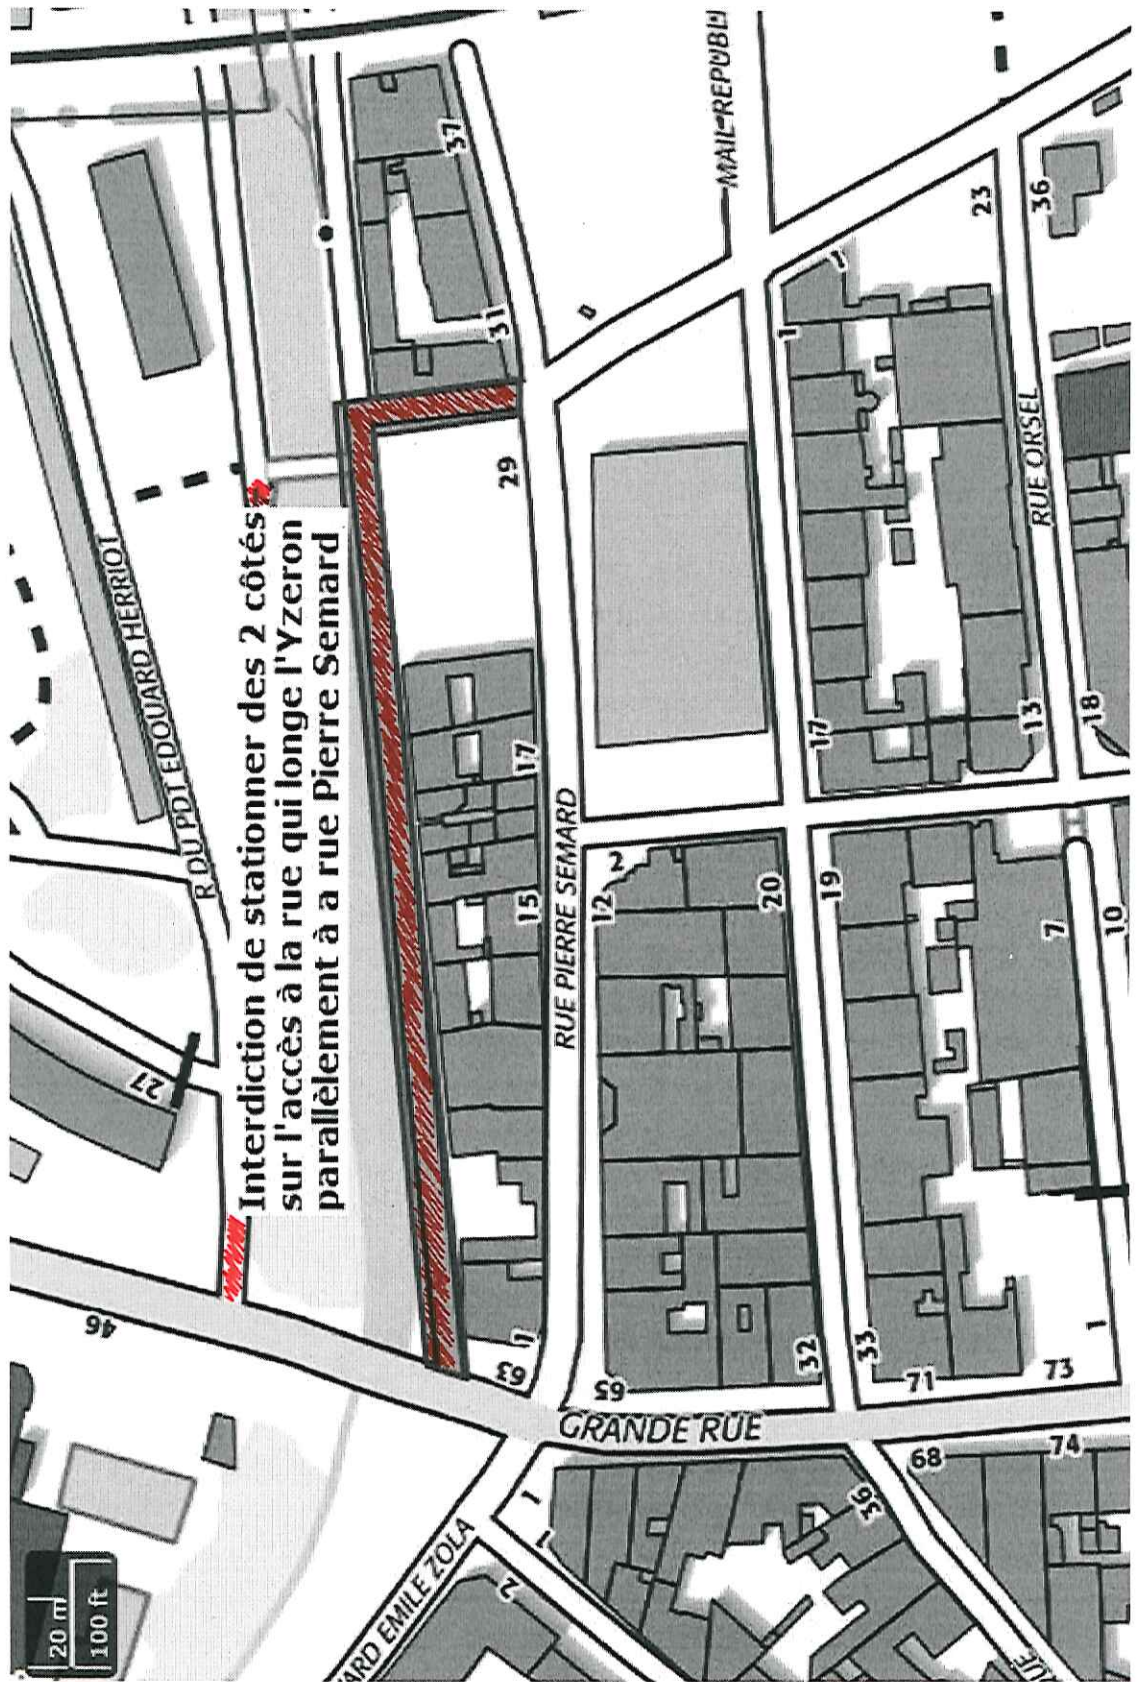 Interdiction de stationner des 2 côtés
sur l'accès à la rue qui longe l'Yzeron
parallèlement à a rue Pierre Semard
R DU PDT EDOUARD HERRIOT
RUE PIERRE SEMARD
MAIL REPUBLI
RUE ORSEL
GRANDE RUE
ARD EMILE ZOLA
RUE
20 m
100 ft
46
27
63
1
15
17
29
31
37
0
65
12
2
20
32
1
1
17
23
36
13
18
19
33
71
73
1
7
10
68
74
36
1
1
2